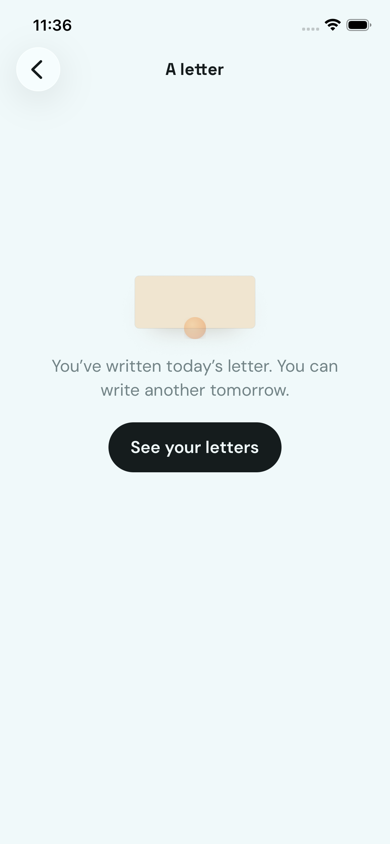 11:36
A letter
You’ve written today’s letter. You can
write another tomorrow.
See your letters